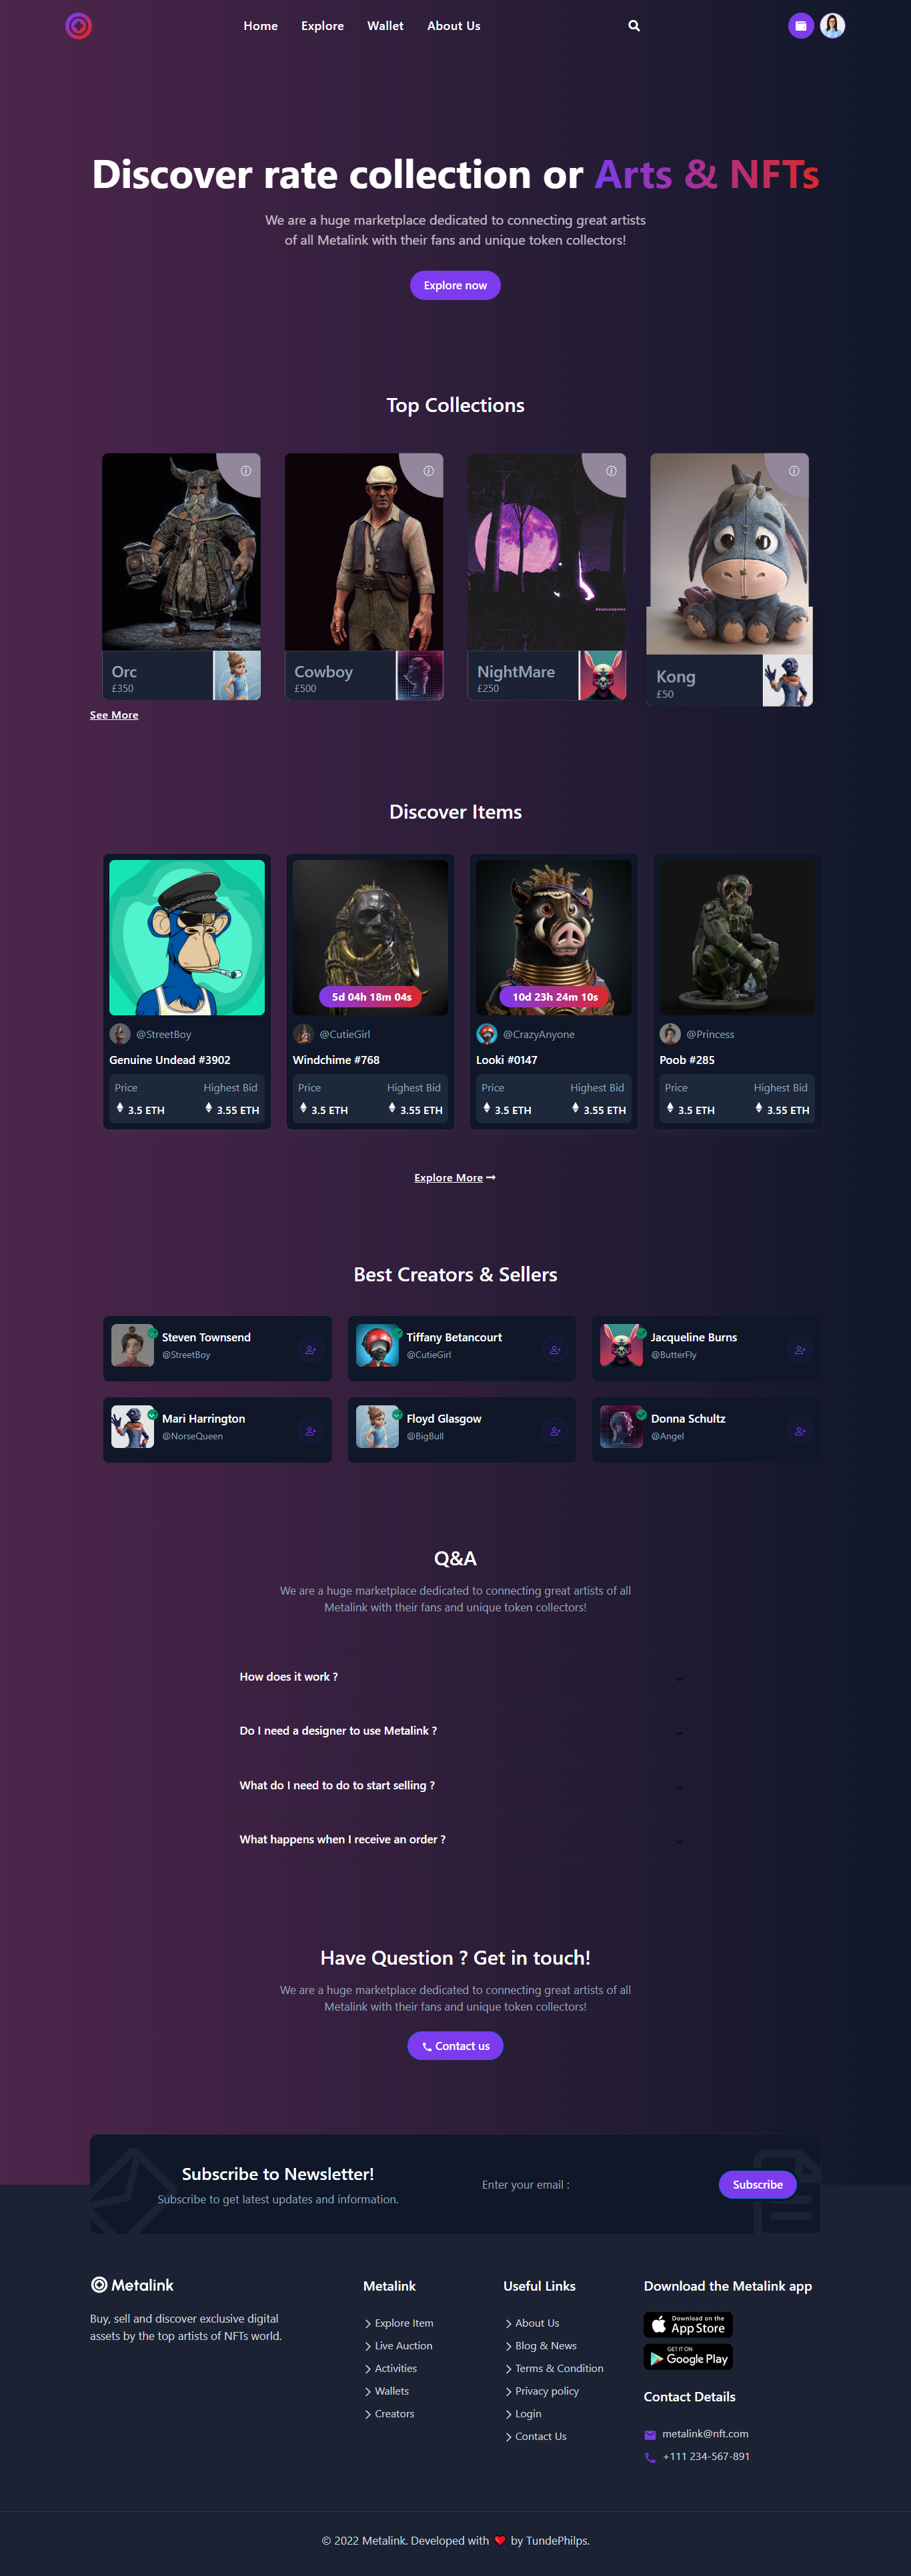 Home Explore Wallet About Us
Discover rate collection or Arts & NFTs
We are a huge marketplace dedicated to connecting great artists
of all Metalink with their fans and unique token collectors!
Explore now
Top Collections
Orc
£350
Cowboy
£500
NightMare
£250
Kong
£50
See More
Discover Items
@StreetBoy
Genuine Undead #3902
Price Highest Bid
3.5 ETH 3.55 ETH
5d 04h 18m 04s
@CutieGirl
Windchime #768
Price Highest Bid
3.5 ETH 3.55 ETH
10d 23h 24m 10s
@CrazyAnyone
Looki #0147
Price Highest Bid
3.5 ETH 3.55 ETH
@Princess
Poob #285
Price Highest Bid
3.5 ETH 3.55 ETH
Explore More
Best Creators & Sellers
Steven Townsend
@StreetBoy
Tiffany Betancourt
@CutieGirl
Jacqueline Burns
@ButterFly
Mari Harrington
@NorseQueen
Floyd Glasgow
@BigBull
Donna Schultz
@Angel
Q&A
We are a huge marketplace dedicated to connecting great artists of all
Metalink with their fans and unique token collectors!
How does it work ?
Do I need a designer to use Metalink ?
What do I need to do to start selling ?
What happens when I receive an order ?
Have Question ? Get in touch!
We are a huge marketplace dedicated to connecting great artists of all
Metalink with their fans and unique token collectors!
Contact us
Subscribe to Newsletter!
Subscribe to get latest updates and information.
Enter your email :
Subscribe
Metalink
Buy, sell and discover exclusive digital
assets by the top artists of NFTs world.
Metalink
Explore Item
Live Auction
Activities
Wallets
Creators
Useful Links
About Us
Blog & News
Terms & Condition
Privacy policy
Login
Contact Us
Download the Metalink app
Download on the
App Store
GET IT ON
Google Play
Contact Details
metalink@nft.com
+111 234-567-891
© 2022 Metalink. Developed with ❤️ by TundePhilps.